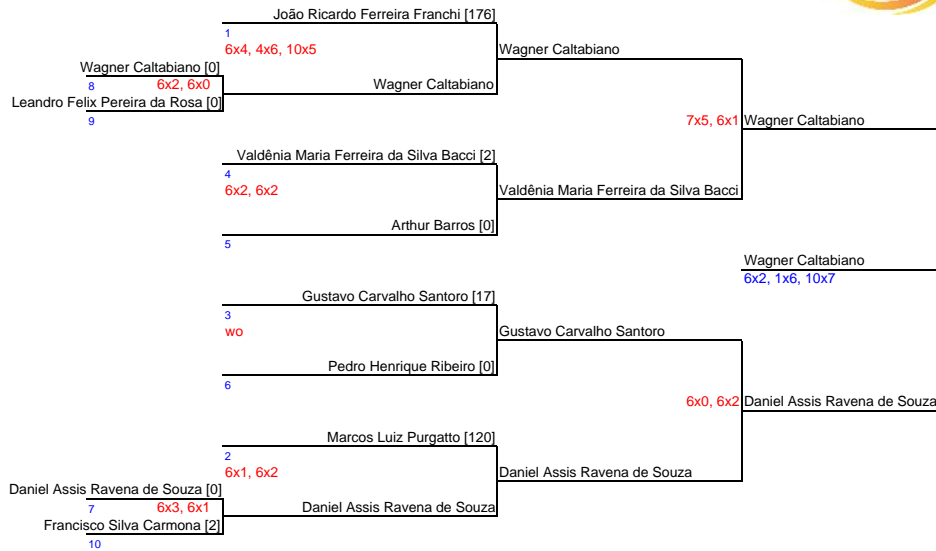 João Ricardo Ferreira Franchi [176]
1
6x4, 4x6, 10x5
Wagner Caltabiano
Wagner Caltabiano [0]
8 6x2, 6x0
Wagner Caltabiano
Leandro Felix Pereira da Rosa [0]
9
7x5, 6x1
Wagner Caltabiano
Valdênia Maria Ferreira da Silva Bacci [2]
4
6x2, 6x2
Valdênia Maria Ferreira da Silva Bacci
Arthur Barros [0]
5
Wagner Caltabiano
6x2, 1x6, 10x7
Gustavo Carvalho Santoro [17]
3
wo
Gustavo Carvalho Santoro
Pedro Henrique Ribeiro [0]
6
6x0, 6x2
Daniel Assis Ravena de Souza
Marcos Luiz Purgatto [120]
2
6x1, 6x2
Daniel Assis Ravena de Souza
Daniel Assis Ravena de Souza [0]
7 6x3, 6x1
Daniel Assis Ravena de Souza
Francisco Silva Carmona [2]
10